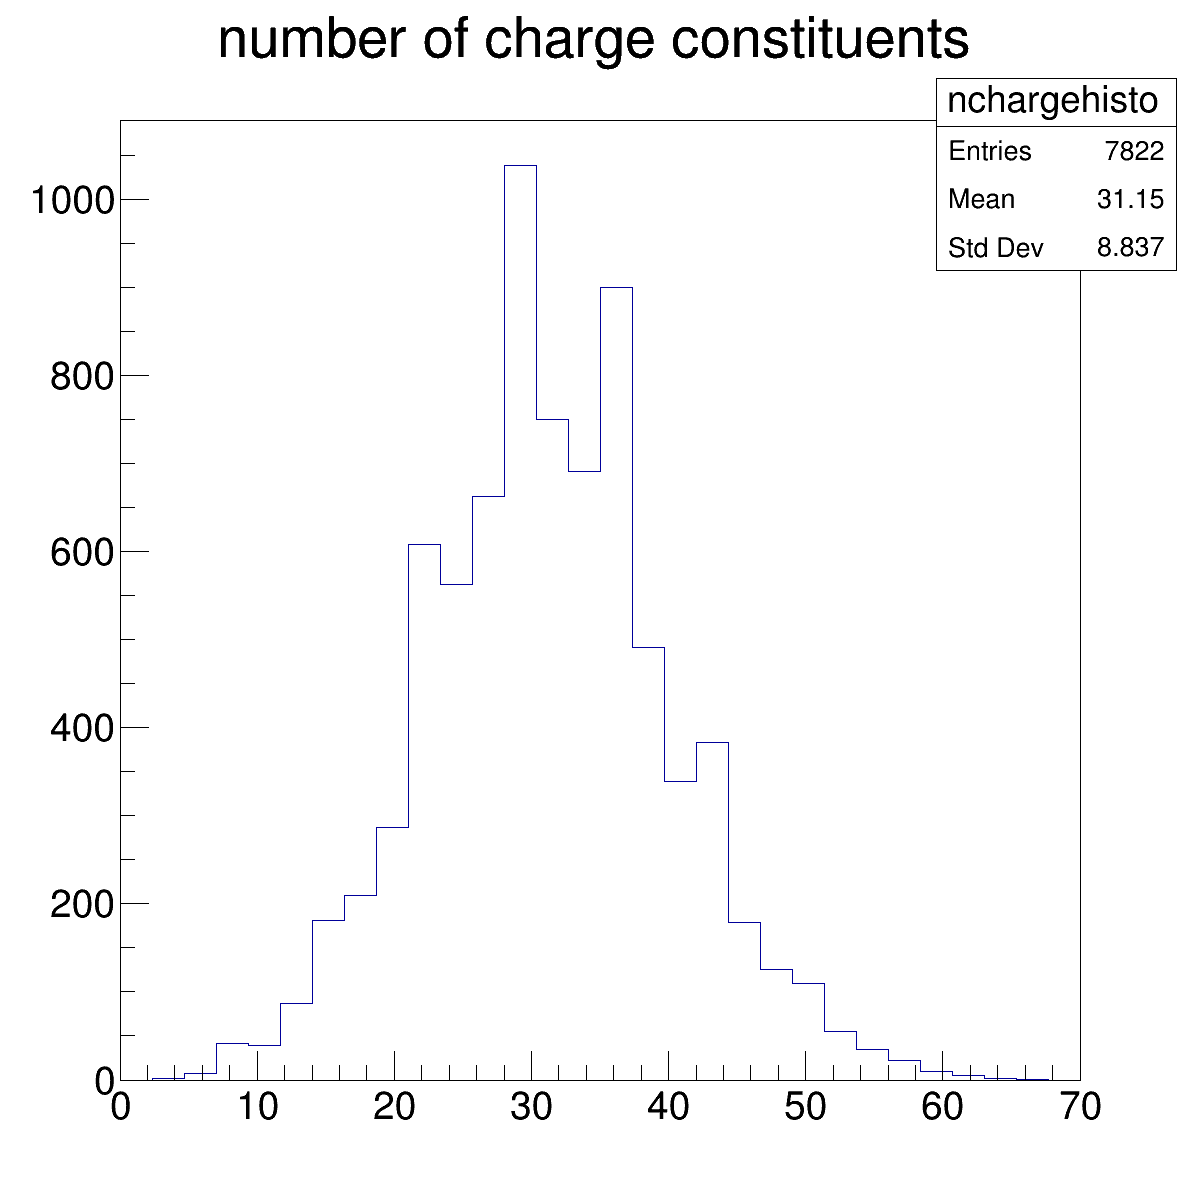 number of charge constituents
nchargehisto
Entries 7822
Mean 31.15
Std Dev 8.837
1000
800
600
400
200
0
0 10 20 30 40 50 60 70